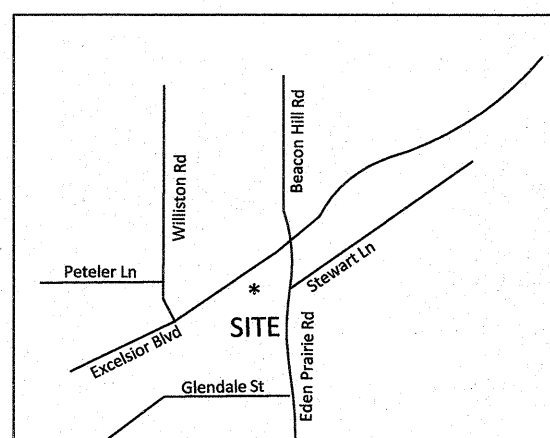 Beacon Hill Rd
Williston Rd
Peteler Ln
Stewart Ln
*
SITE
Excelsior Blvd
Eden Prairie Rd
Glendale St